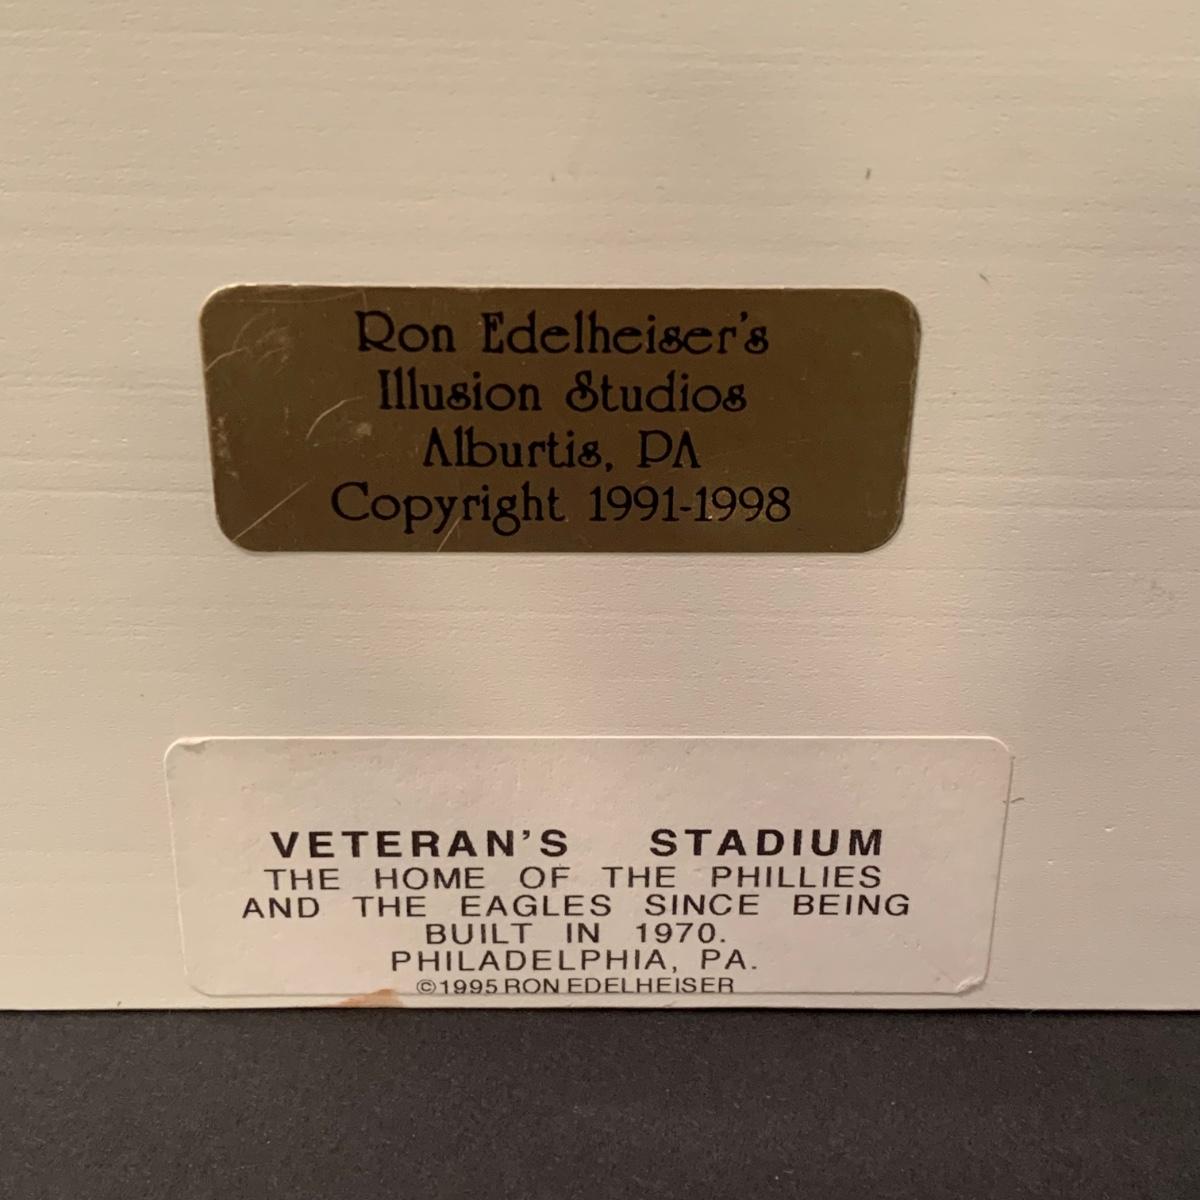 Ron Edelheiser's
Illusion Studios
Alburtis, PA
Copyright 1991-1998
VETERAN'S STADIUM
THE HOME OF THE PHILLIES
AND THE EAGLES SINCE BEING
BUILT IN 1970.
PHILADELPHIA, PA.
©1995 RON EDELHEISER